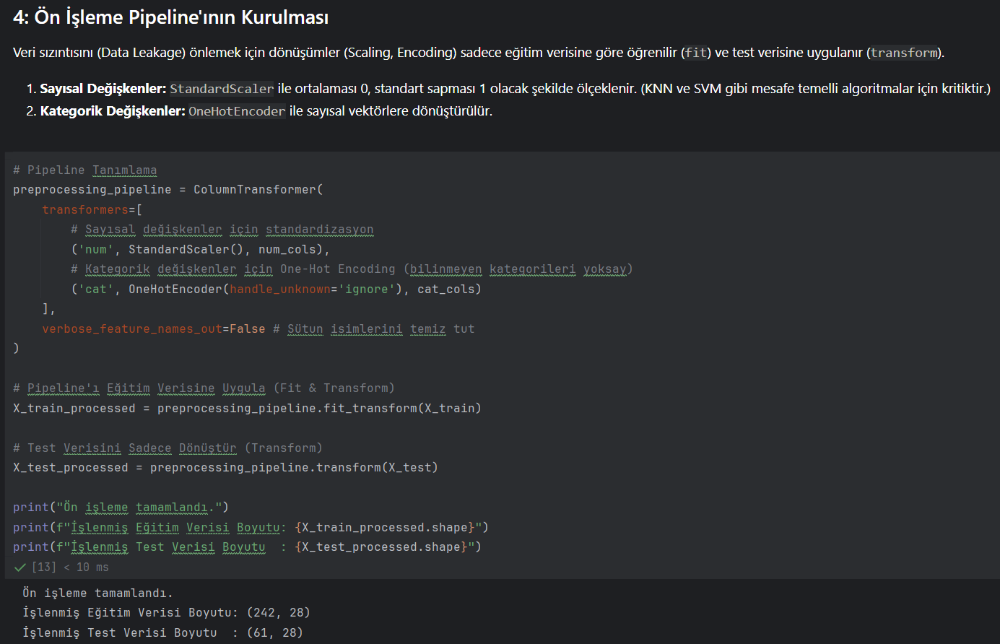 4: Ön İşleme Pipeline'ının Kurulması
Veri sızıntısını (Data Leakage) önlemek için dönüşümler (Scaling, Encoding) sadece eğitim verisine göre öğrenilir (fit) ve test verisine uygulanır (transform).
1. Sayısal Değişkenler: StandardScaler ile ortalaması 0, standart sapması 1 olacak şekilde ölçeklenir. (KNN ve SVM gibi mesafe temelli algoritmalar için kritiktir.)
2. Kategorik Değişkenler: OneHotEncoder ile sayısal vektörlere dönüştürülür.
# Pipeline Tanımlama
preprocessing_pipeline = ColumnTransformer(
    transformers=[
        # Sayısal değişkenler için standardizasyon
        ('num', StandardScaler(), num_cols),
        # Kategorik değişkenler için One-Hot Encoding (bilinmeyen kategorileri yoksay)
        ('cat', OneHotEncoder(handle_unknown='ignore'), cat_cols)
    ],
    verbose_feature_names_out=False # Sütun isimlerini temiz tut
)
# Pipeline'ı Eğitim Verisine Uygula (Fit & Transform)
X_train_processed = preprocessing_pipeline.fit_transform(X_train)
# Test Verisini Sadece Dönüştür (Transform)
X_test_processed = preprocessing_pipeline.transform(X_test)
print("Ön işleme tamamlandı.")
print(f"İşlenmiş Eğitim Verisi Boyutu: {X_train_processed.shape}")
print(f"İşlenmiş Test Verisi Boyutu  : {X_test_processed.shape}")
[13] < 10 ms
Ön işleme tamamlandı.
İşlenmiş Eğitim Verisi Boyutu: (242, 28)
İşlenmiş Test Verisi Boyutu  : (61, 28)